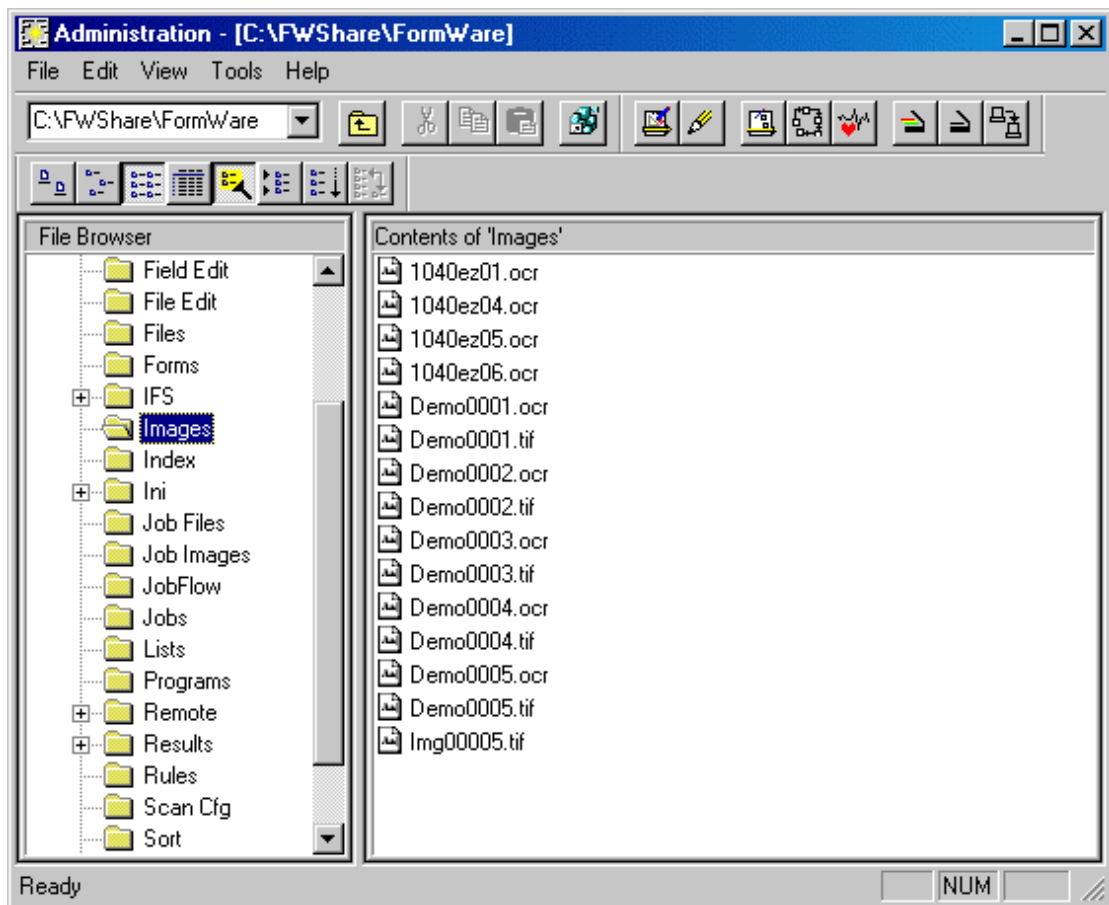 Administration - [C:\FWShare\FormWare]
File Edit View Tools Help
C:\FWShare\FormWare
File Browser
Field Edit
File Edit
Files
Forms
IFS
Images
Index
Ini
Job Files
Job Images
JobFlow
Jobs
Lists
Programs
Remote
Results
Rules
Scan Cfg
Sort
Contents of 'Images'
1040ez01.ocr
1040ez04.ocr
1040ez05.ocr
1040ez06.ocr
Demo0001.ocr
Demo0001.tif
Demo0002.ocr
Demo0002.tif
Demo0003.ocr
Demo0003.tif
Demo0004.ocr
Demo0004.tif
Demo0005.ocr
Demo0005.tif
Img00005.tif
Ready
NUM